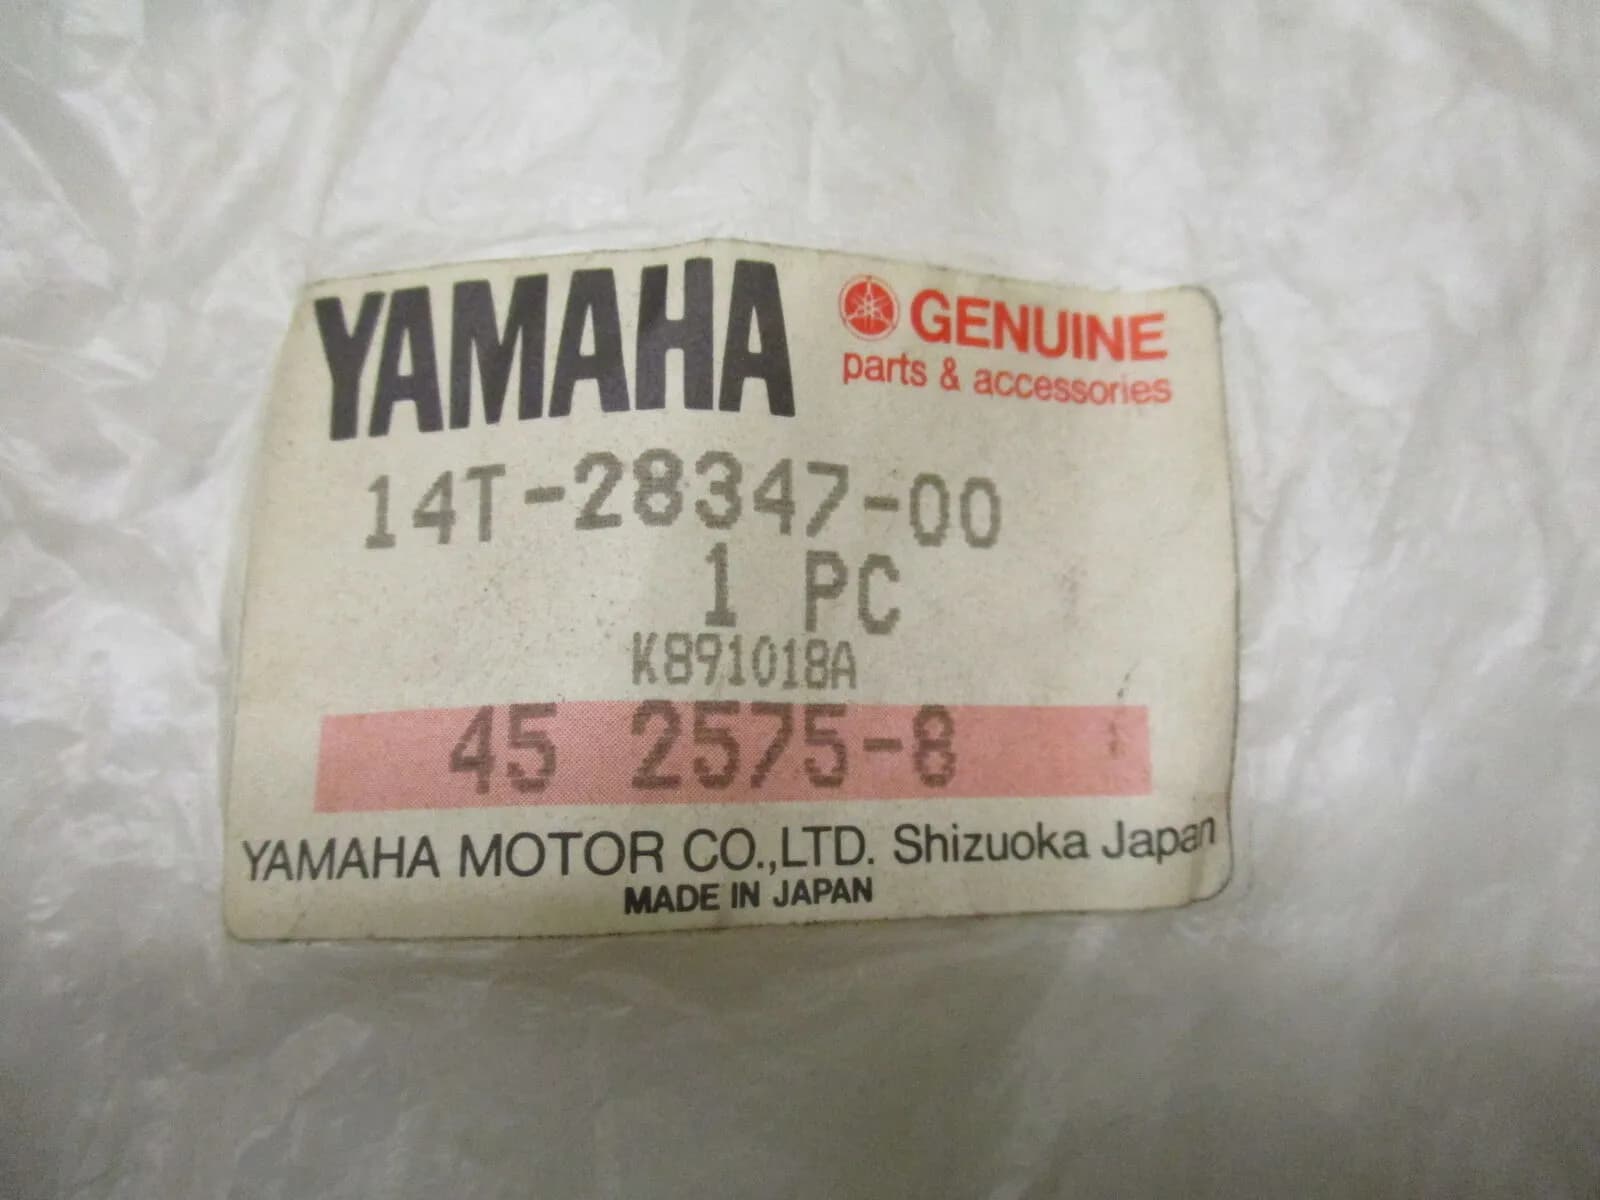 YAMAHA
GENUINE
parts & accessories
14T-28347-00
1 PC
K891018A
45 2575-8
YAMAHA MOTOR CO.,LTD. Shizuoka Japan
MADE IN JAPAN